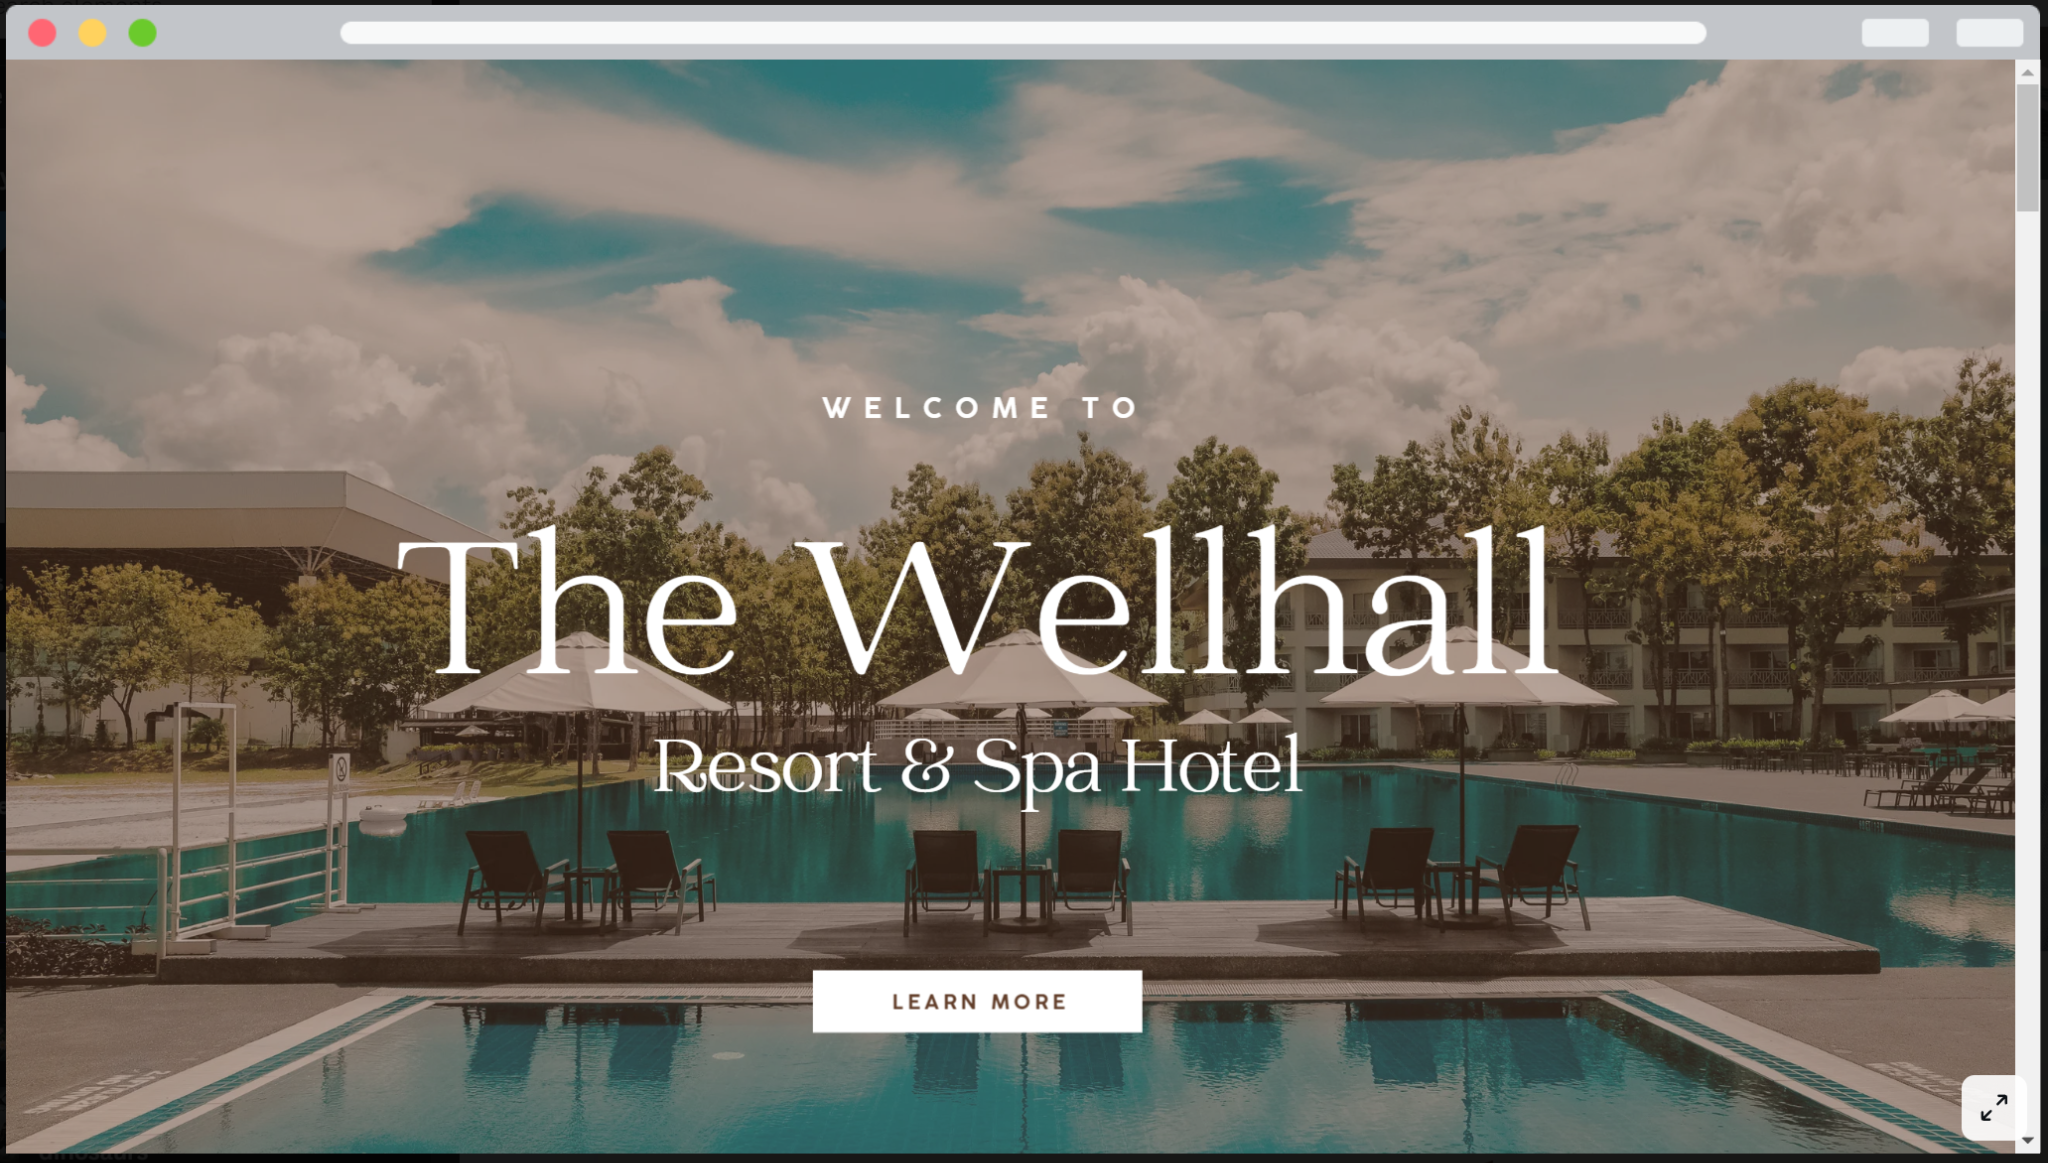 WELCOME TO
The Wellhall
Resort & Spa Hotel
LEARN MORE